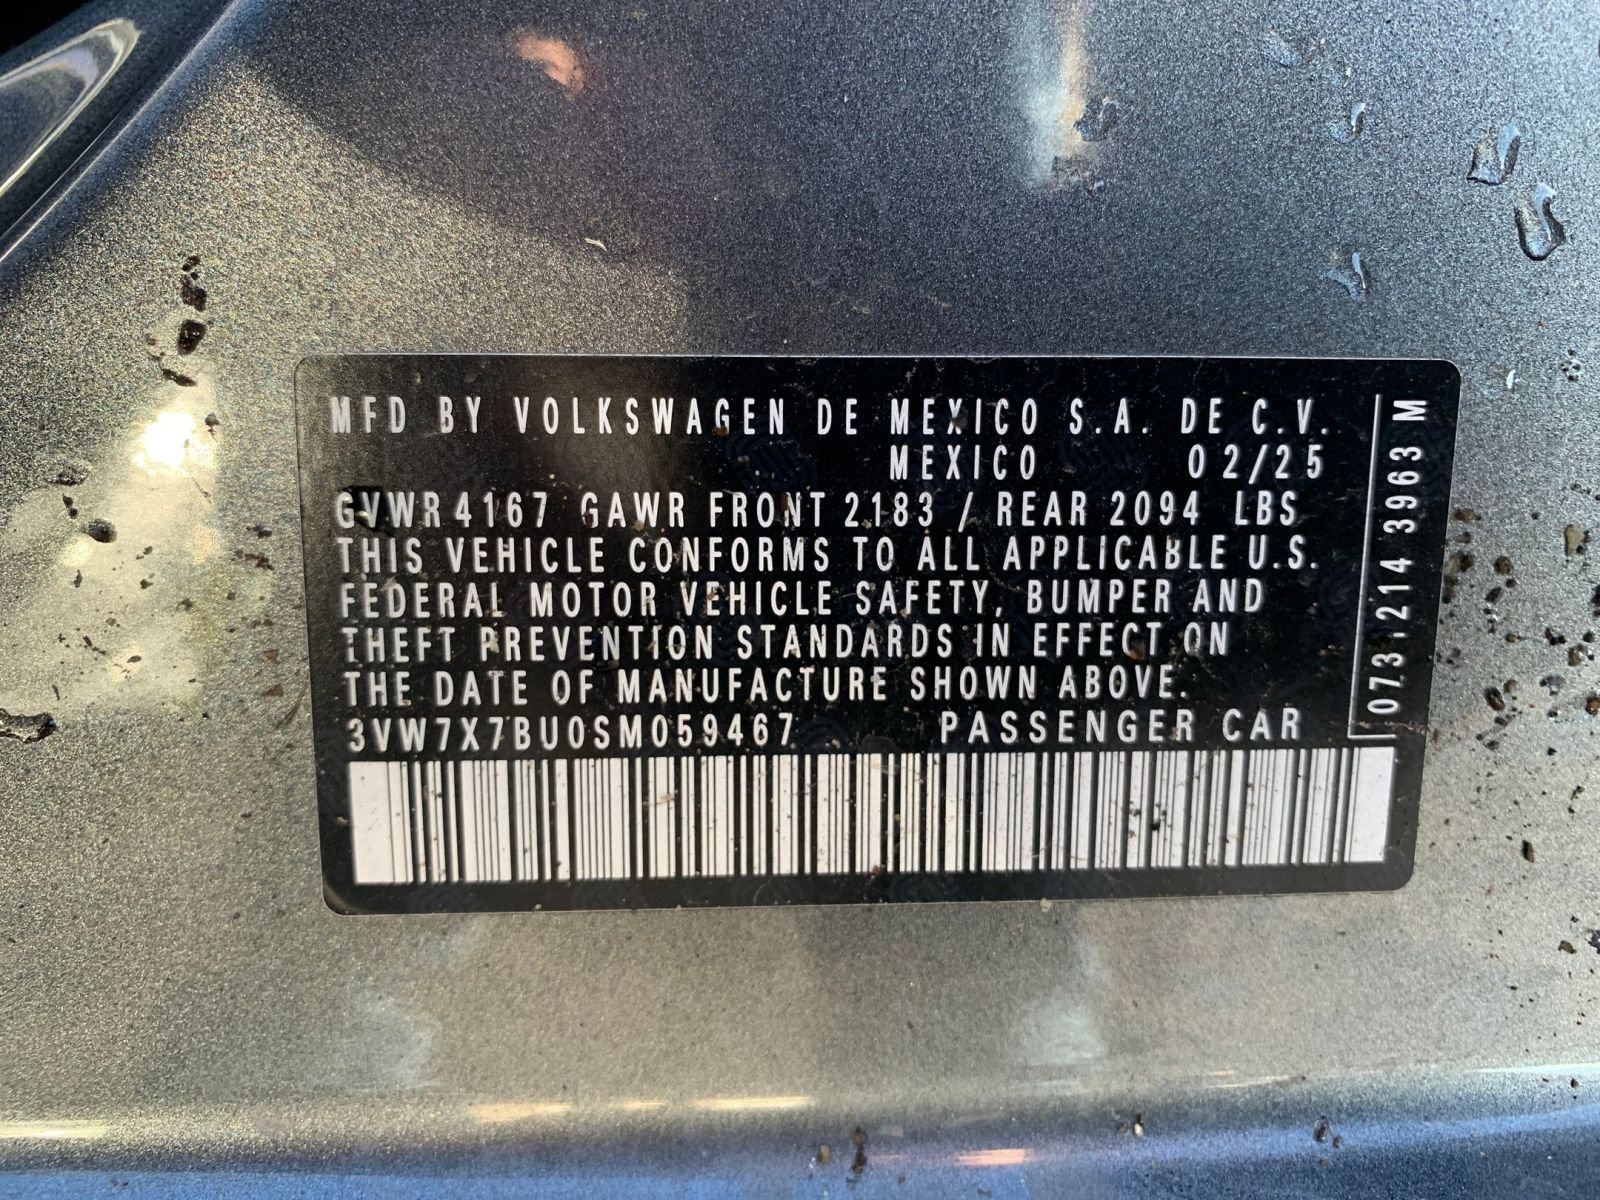 MFD BY VOLKSWAGEN DE MEXICO S.A. DE C.V.
MEXICO 02/25
GVWR 4167 GAWR FRONT 2183 / REAR 2094 LBS
THIS VEHICLE CONFORMS TO ALL APPLICABLE U.S.
FEDERAL MOTOR VEHICLE SAFETY, BUMPER AND
THEFT PREVENTION STANDARDS IN EFFECT ON
THE DATE OF MANUFACTURE SHOWN ABOVE.
3VW7X7BU0SM059467 PASSENGER CAR
073.214 3963 M